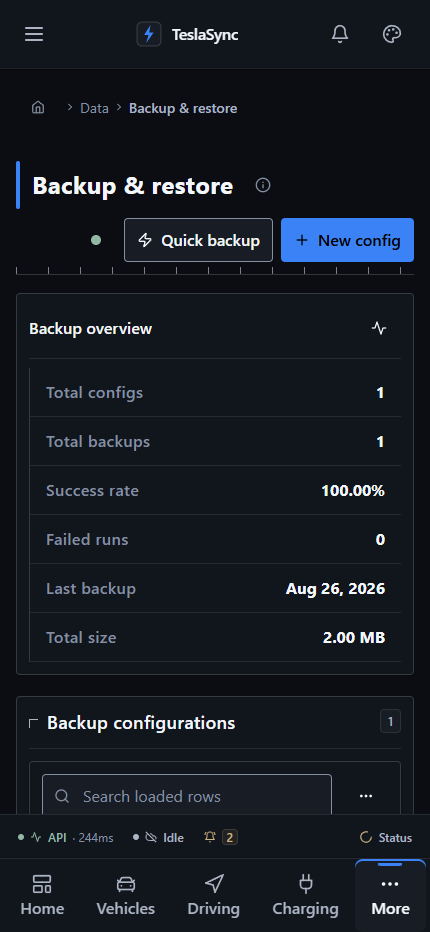 TeslaSync
Data Backup & restore
Backup & restore
Quick backup
New config
Backup overview
Total configs 1
Total backups 1
Success rate 100.00%
Failed runs 0
Last backup Aug 26, 2026
Total size 2.00 MB
Backup configurations 1
Search loaded rows
API · 244ms Idle 2 Status
Home Vehicles Driving Charging More